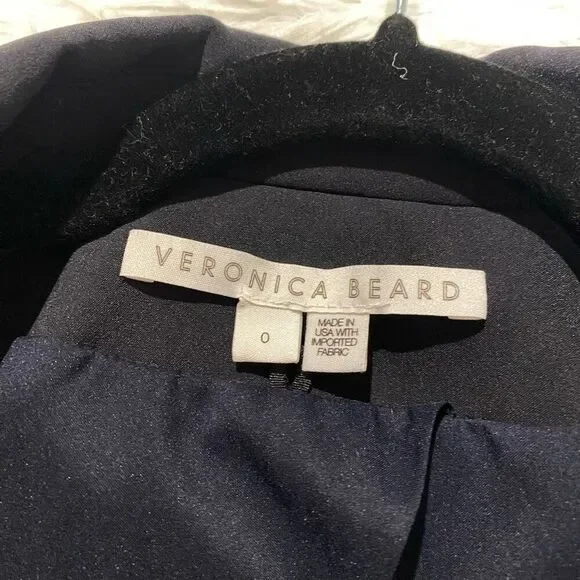 VERONICA BEARD
0
MADE IN
USA WITH
IMPORTED
FABRIC